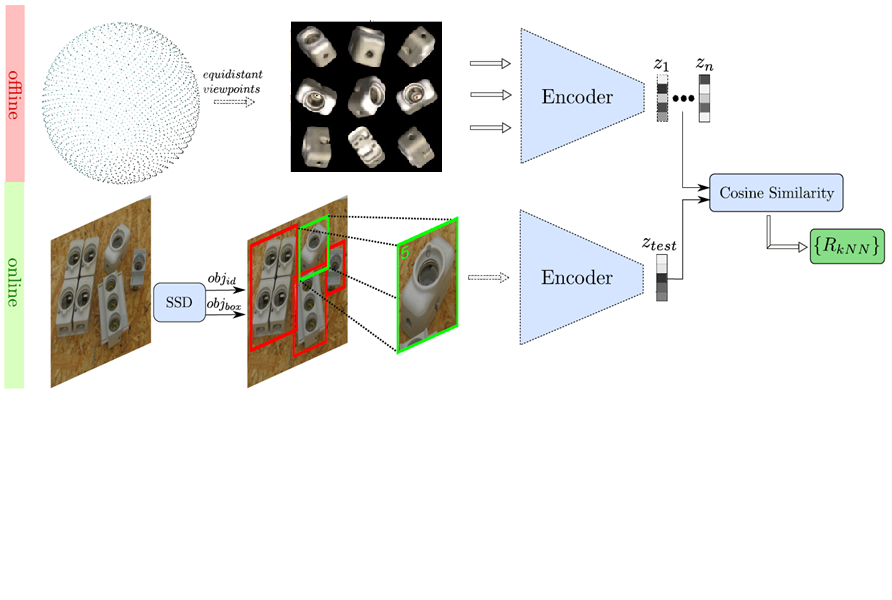 offline
equidistant
viewpoints
Encoder
z_1
z_n
Cosine Similarity
{R_{kNN}}
online
SSD
obj_{id}
obj_{box}
5
Encoder
z_{test}